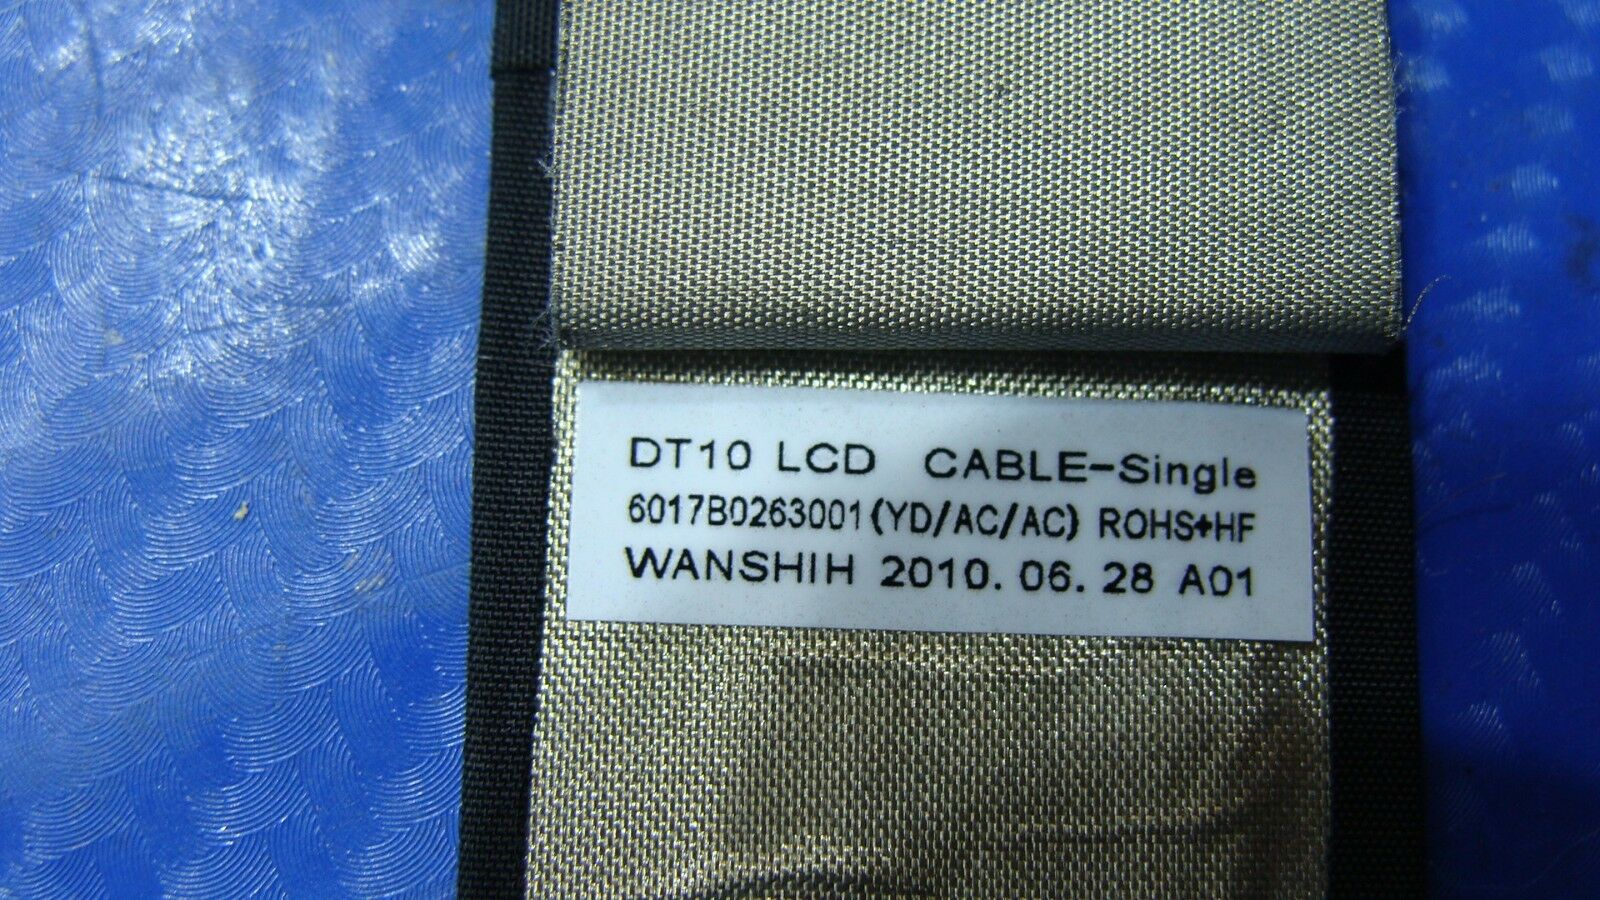 DT10 LCD CABLE-Single
6017B0263001(YD/AC/AC) ROHS+HF
WANSHIH 2010.06.28 A01